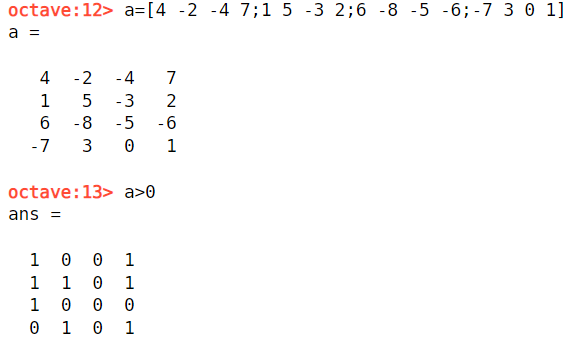 octave:12> a=[4 -2 -4 7;1 5 -3 2;6 -8 -5 -6;-7 3 0 1]
a =
4 -2 -4 7
1 5 -3 2
6 -8 -5 -6
-7 3 0 1
octave:13> a>0
ans =
1 0 0 1
1 1 0 1
1 0 0 0
0 1 0 1